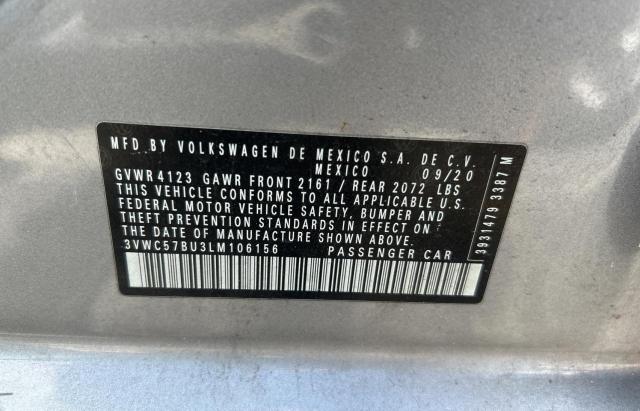 MFD.BY VOLKSWAGEN DE MEXICO S.A. DE C.V.
MEXICO 09/20
GVWR 4123 GAWR FRONT 2161 / REAR 2072 LBS
THIS VEHICLE CONFORMS TO ALL APPLICABLE U.S.
FEDERAL MOTOR VEHICLE SAFETY, BUMPER AND
THEFT PREVENTION STANDARDS IN EFFECT ON
THE DATE OF MANUFACTURE SHOWN ABOVE.
3VWC57BU3LM106156 PASSENGER CAR
3931479 3387 M